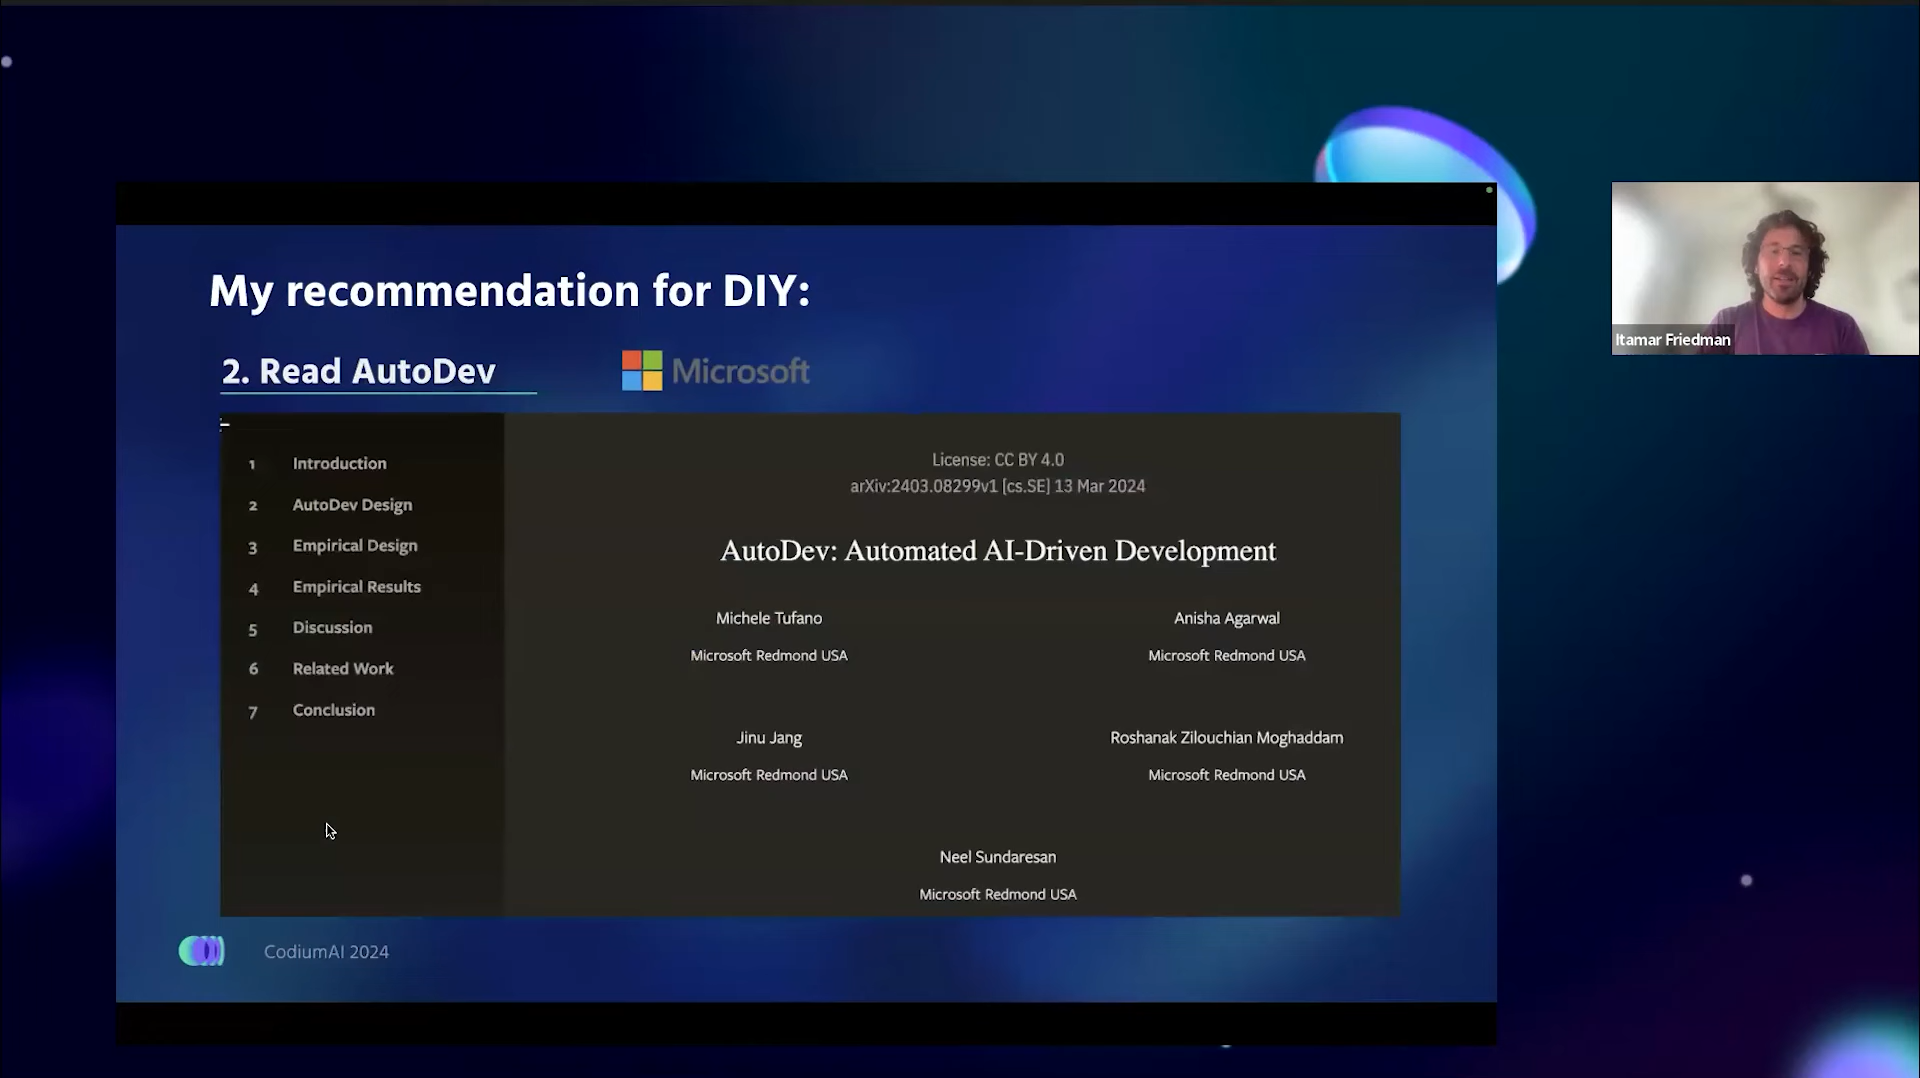 My recommendation for DIY:
2. Read AutoDev
Microsoft
1 Introduction
2 AutoDev Design
3 Empirical Design
4 Empirical Results
5 Discussion
6 Related Work
7 Conclusion
License: CC BY 4.0
arXiv:2403.08299v1 [cs.SE] 13 Mar 2024
AutoDev: Automated AI-Driven Development
Michele Tufano
Microsoft Redmond USA
Anisha Agarwal
Microsoft Redmond USA
Jinu Jang
Microsoft Redmond USA
Roshanak Zilouchian Moghaddam
Microsoft Redmond USA
Neel Sundaresan
Microsoft Redmond USA
CodiumAI 2024
Itamar Friedman